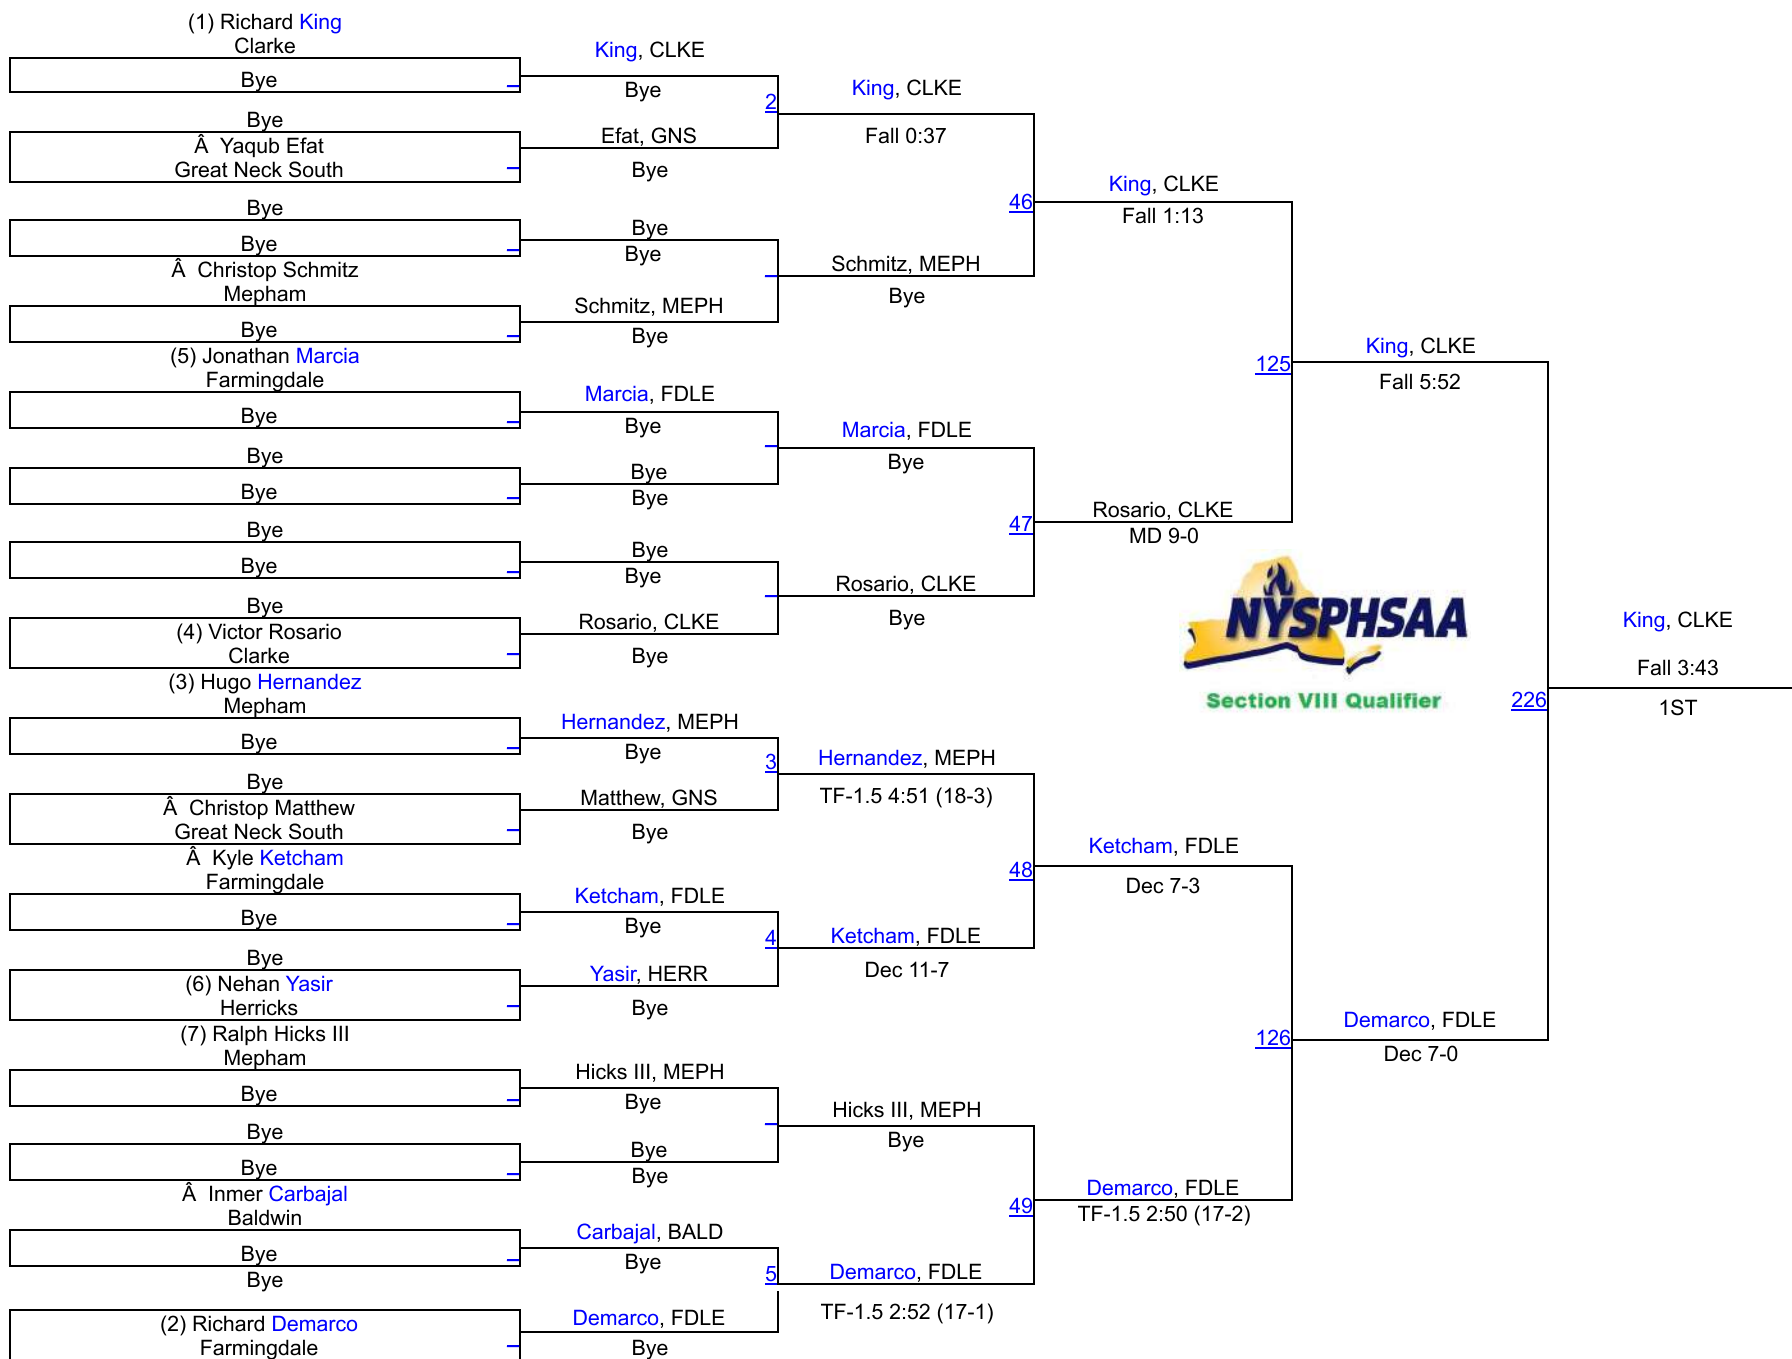 (1) Richard King
Clarke
Bye
Bye
Â Yaqub Efat
Great Neck South
Bye
Bye
Â Christop Schmitz
Mepham
Bye
(5) Jonathan Marcia
Farmingdale
Bye
Bye
Bye
Bye
Bye
Bye
(4) Victor Rosario
Clarke
(3) Hugo Hernandez
Mepham
Bye
Bye
Â Christop Matthew
Great Neck South
Â Kyle Ketcham
Farmingdale
Bye
Bye
(6) Nehan Yasir
Herricks
(7) Ralph Hicks III
Mepham
Bye
Bye
Bye
Â Inmer Carbajal
Baldwin
Bye
Bye
(2) Richard Demarco
Farmingdale
King, CLKE
Bye
2
Efat, GNS
Bye
Bye
Bye
Schmitz, MEPH
Bye
Marcia, FDLE
Bye
Bye
Bye
Bye
Bye
Rosario, CLKE
Bye
Hernandez, MEPH
Bye
3
Matthew, GNS
Bye
Ketcham, FDLE
Bye
4
Yasir, HERR
Bye
Hicks III, MEPH
Bye
Bye
Bye
Carbajal, BALD
Bye
5
Demarco, FDLE
Bye
King, CLKE
Fall 0:37
46
Schmitz, MEPH
Bye
Marcia, FDLE
Bye
47
Rosario, CLKE
Bye
Hernandez, MEPH
TF-1.5 4:51 (18-3)
48
Ketcham, FDLE
Dec 11-7
Hicks III, MEPH
Bye
49
Demarco, FDLE
TF-1.5 2:52 (17-1)
King, CLKE
Fall 1:13
125
Rosario, CLKE
MD 9-0
NYSPHSAA
Section VIII Qualifier
Ketcham, FDLE
Dec 7-3
126
Demarco, FDLE
TF-1.5 2:50 (17-2)
King, CLKE
Fall 5:52
226
Demarco, FDLE
Dec 7-0
King, CLKE
Fall 3:43
1ST